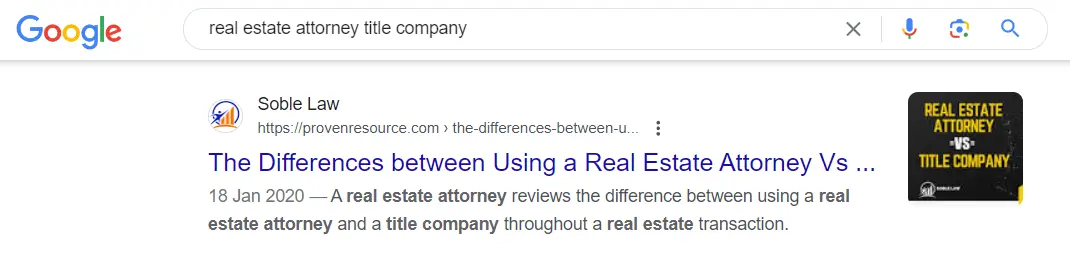 Google
real estate attorney title company
Soble Law
https://provenresource.com › the-differences-between-u...
The Differences between Using a Real Estate Attorney Vs ...
18 Jan 2020 — A real estate attorney reviews the difference between using a real
estate attorney and a title company throughout a real estate transaction.
REAL ESTATE
ATTORNEY
=VS=
TITLE COMPANY
SOBLE LAW